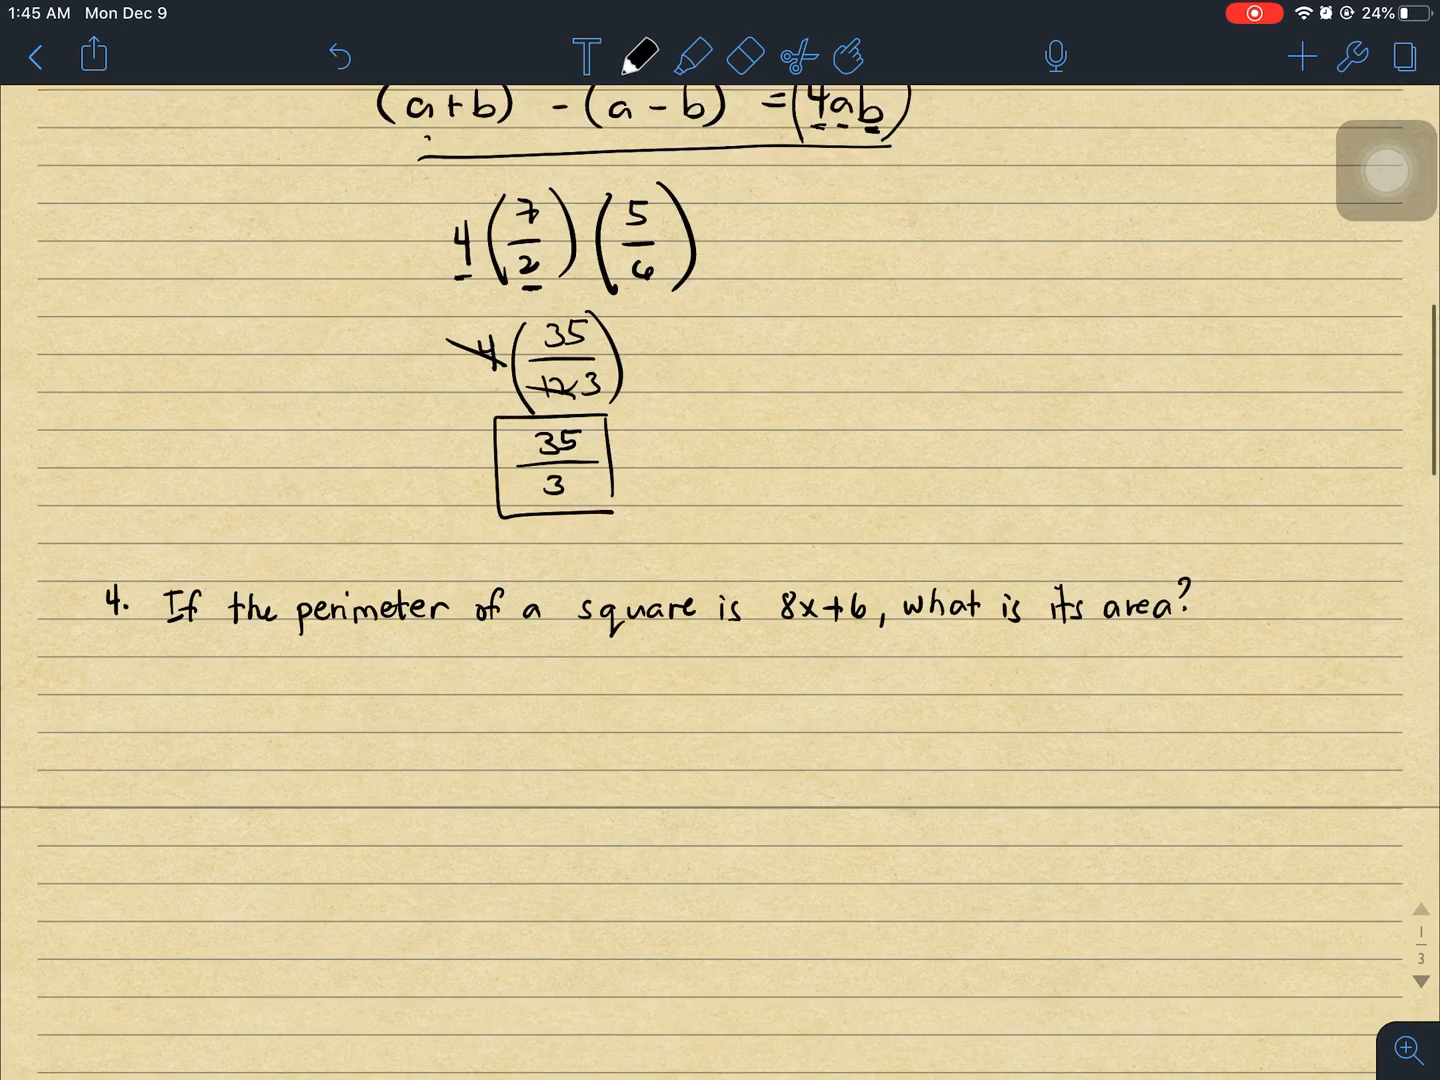 1:45 AM Mon Dec 9
24%
T
(a+b) - (a-b) = (4ab)
4 (7/2) (5/6)
4 (35/12 3)
35/3
4. If the perimeter of a square is 8x+6, what is its area?
1
3